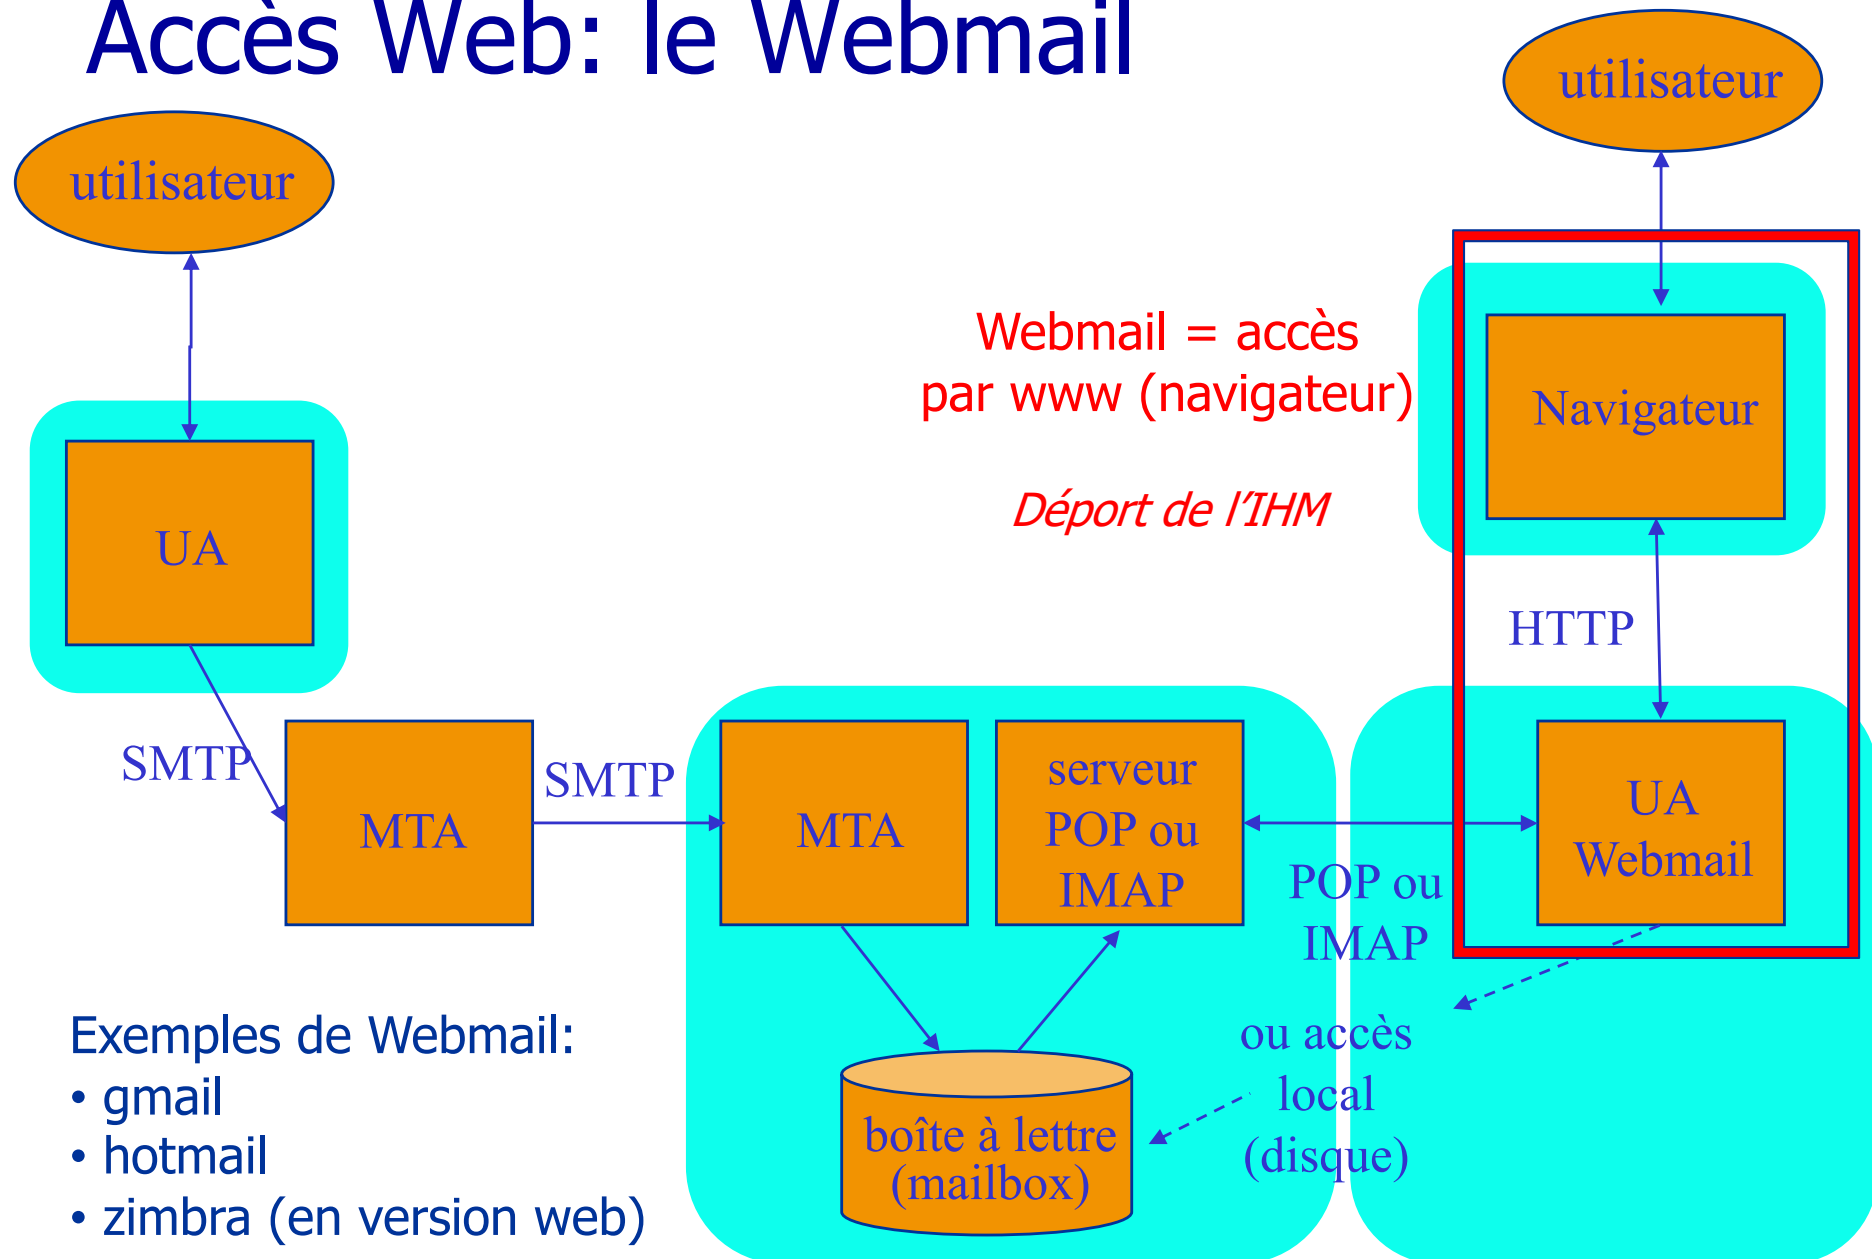 Accès Web: le Webmail
utilisateur
utilisateur
Webmail = accès
par www (navigateur)
Déport de l’IHM
Navigateur
UA
HTTP
SMTP
MTA
SMTP
MTA
serveur
POP ou
IMAP
POP ou
IMAP
UA
Webmail
ou accès
local
(disque)
boîte à lettre
(mailbox)
Exemples de Webmail:
• gmail
• hotmail
• zimbra (en version web)